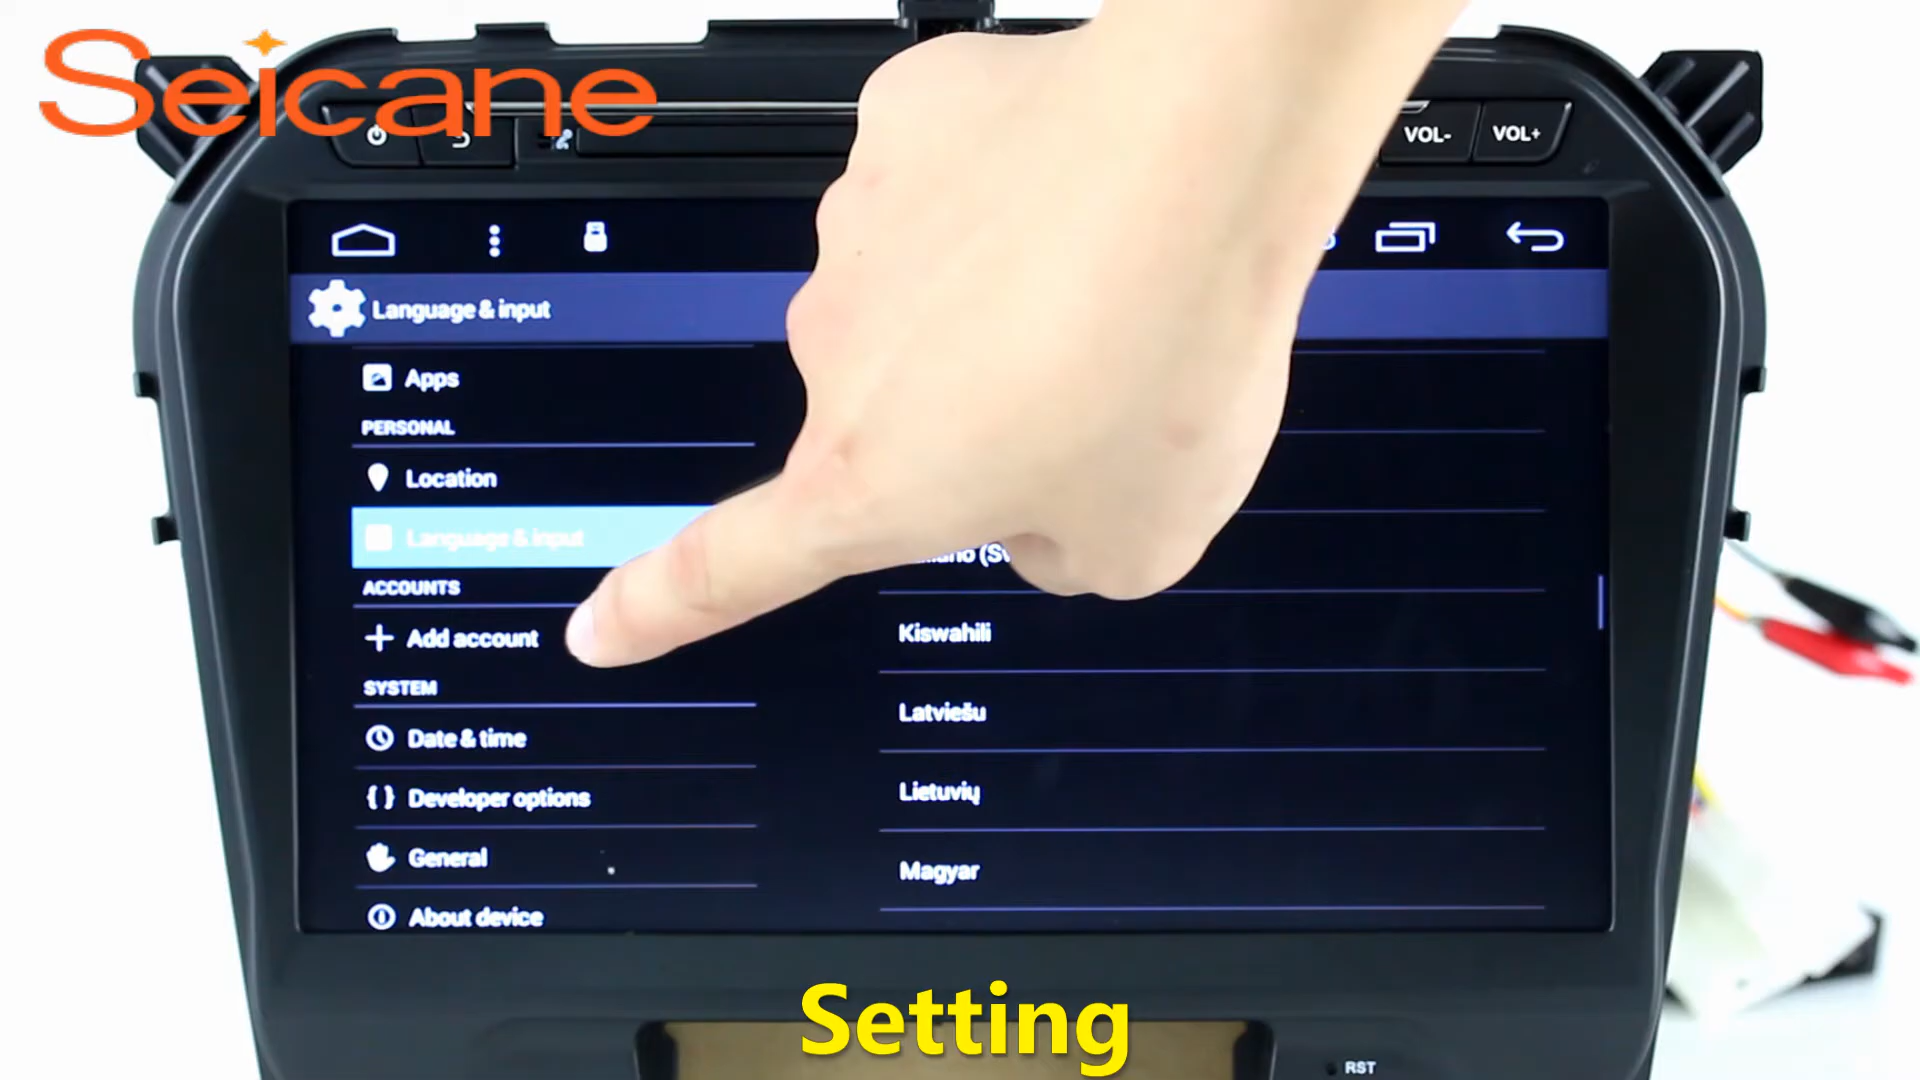 Seicane
VOL- VOL+
Language & input
Apps
PERSONAL
Location
Language & input
ACCOUNTS
Add account
SYSTEM
Date & time
Developer options
General
About device
Kiswahili
Latviešu
Lietuvių
Magyar
Setting
RST